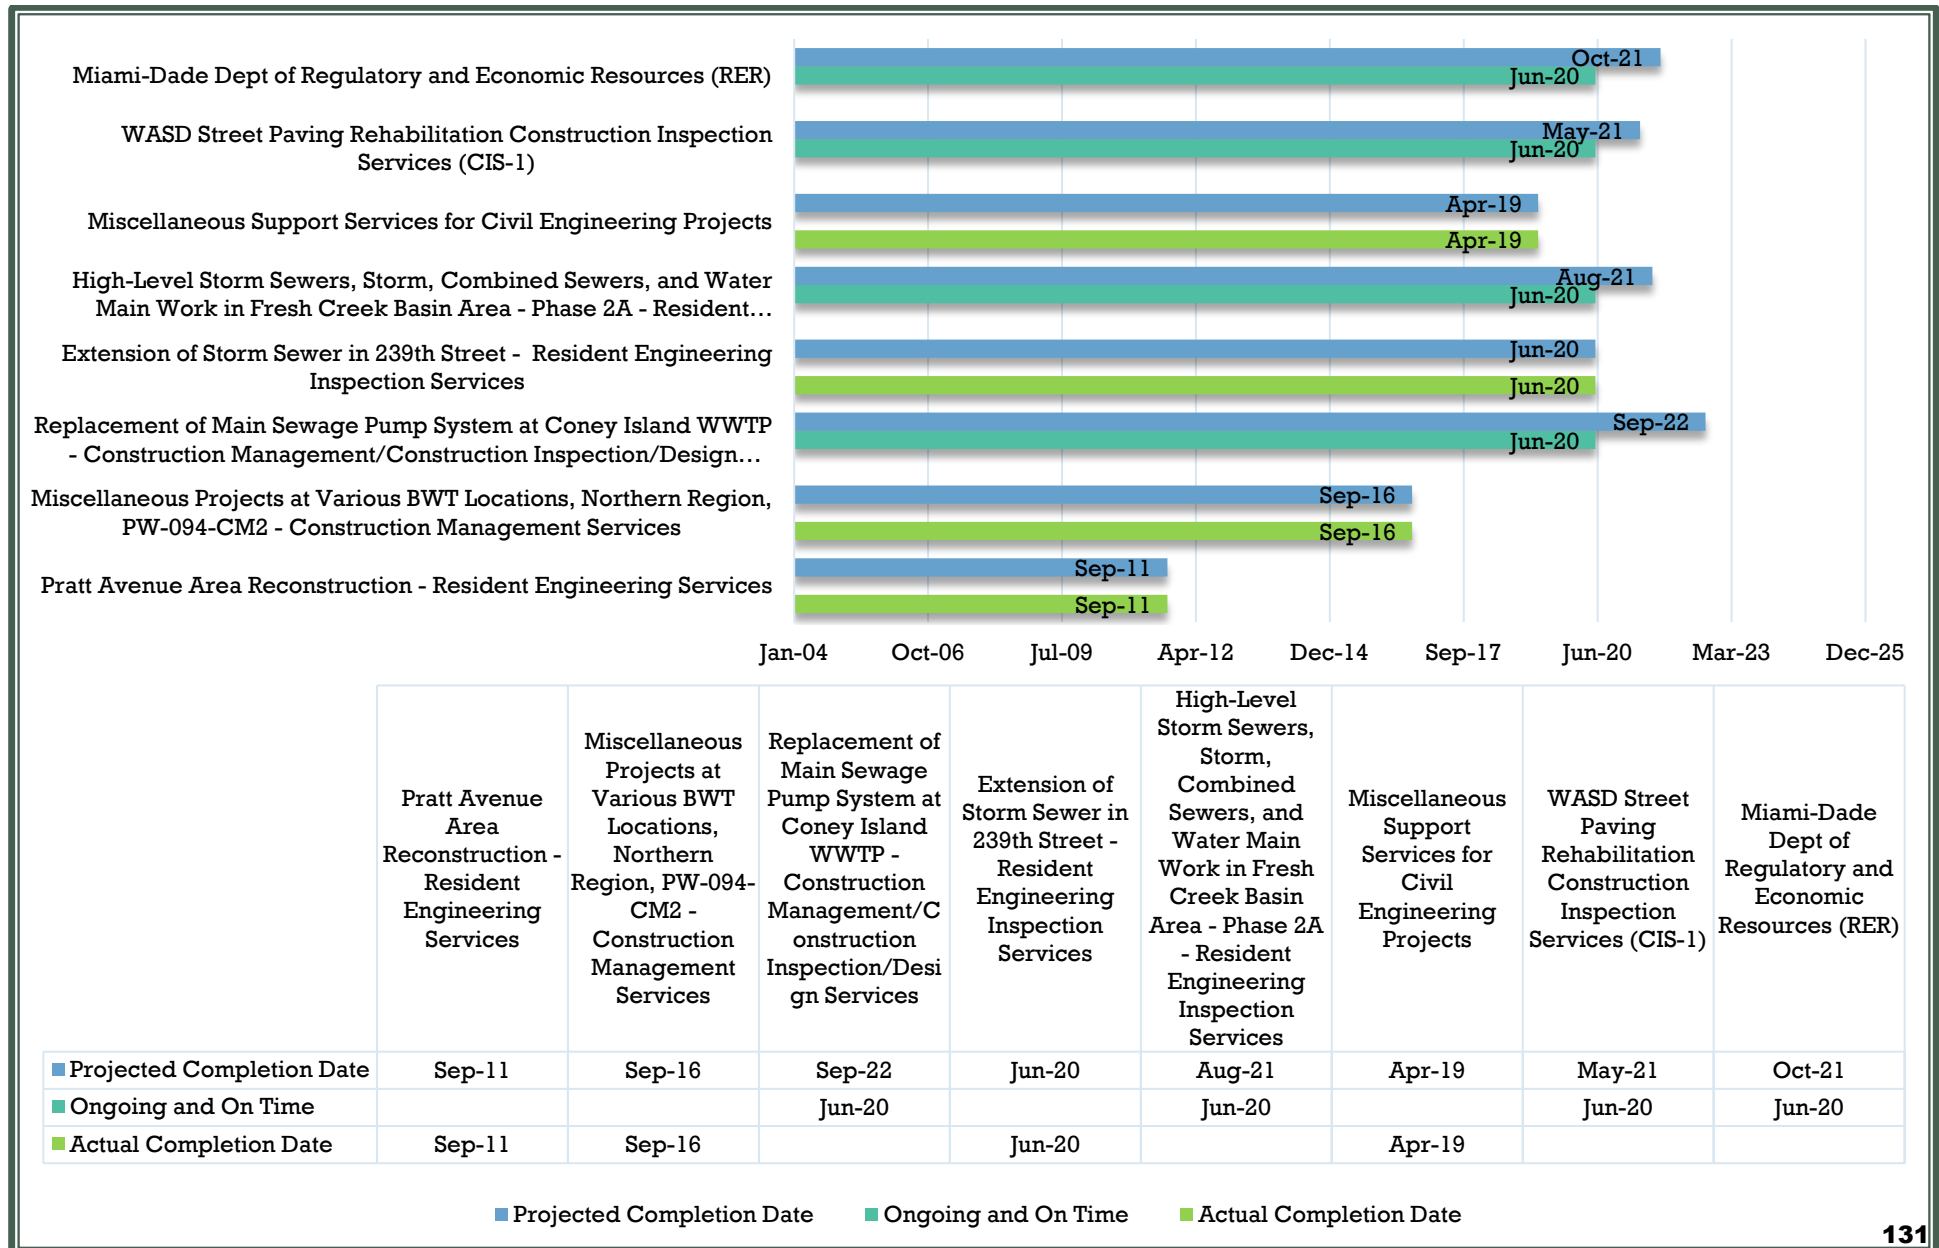 Miami-Dade Dept of Regulatory and Economic Resources (RER)
Oct-21
Jun-20
WASD Street Paving Rehabilitation Construction Inspection
Services (CIS-1)
May-21
Jun-20
Miscellaneous Support Services for Civil Engineering Projects
Apr-19
Apr-19
High-Level Storm Sewers, Storm, Combined Sewers, and Water
Main Work in Fresh Creek Basin Area - Phase 2A - Resident…
Aug-21
Jun-20
Extension of Storm Sewer in 239th Street - Resident Engineering
Inspection Services
Jun-20
Jun-20
Replacement of Main Sewage Pump System at Coney Island WWTP
- Construction Management/Construction Inspection/Design…
Sep-22
Jun-20
Miscellaneous Projects at Various BWT Locations, Northern Region,
PW-094-CM2 - Construction Management Services
Sep-16
Sep-16
Pratt Avenue Area Reconstruction - Resident Engineering Services
Sep-11
Sep-11
Jan-04 Oct-06 Jul-09 Apr-12 Dec-14 Sep-17 Jun-20 Mar-23 Dec-25
Pratt Avenue
Area
Reconstruction -
Resident
Engineering
Services
Miscellaneous
Projects at
Various BWT
Locations,
Northern
Region, PW-094-
CM2 -
Construction
Management
Services
Replacement of
Main Sewage
Pump System at
Coney Island
WWTP -
Construction
Management/C
onstruction
Inspection/Desi
gn Services
Extension of
Storm Sewer in
239th Street -
Resident
Engineering
Inspection
Services
High-Level
Storm Sewers,
Storm,
Combined
Sewers, and
Water Main
Work in Fresh
Creek Basin
Area - Phase 2A
- Resident
Engineering
Inspection
Services
Miscellaneous
Support
Services for
Civil
Engineering
Projects
WASD Street
Paving
Rehabilitation
Construction
Inspection
Services (CIS-1)
Miami-Dade
Dept of
Regulatory and
Economic
Resources (RER)
Projected Completion Date Sep-11 Sep-16 Sep-22 Jun-20 Aug-21 Apr-19 May-21 Oct-21
Ongoing and On Time Jun-20 Jun-20 Jun-20 Jun-20
Actual Completion Date Sep-11 Sep-16 Jun-20 Apr-19
Projected Completion Date Ongoing and On Time Actual Completion Date
131